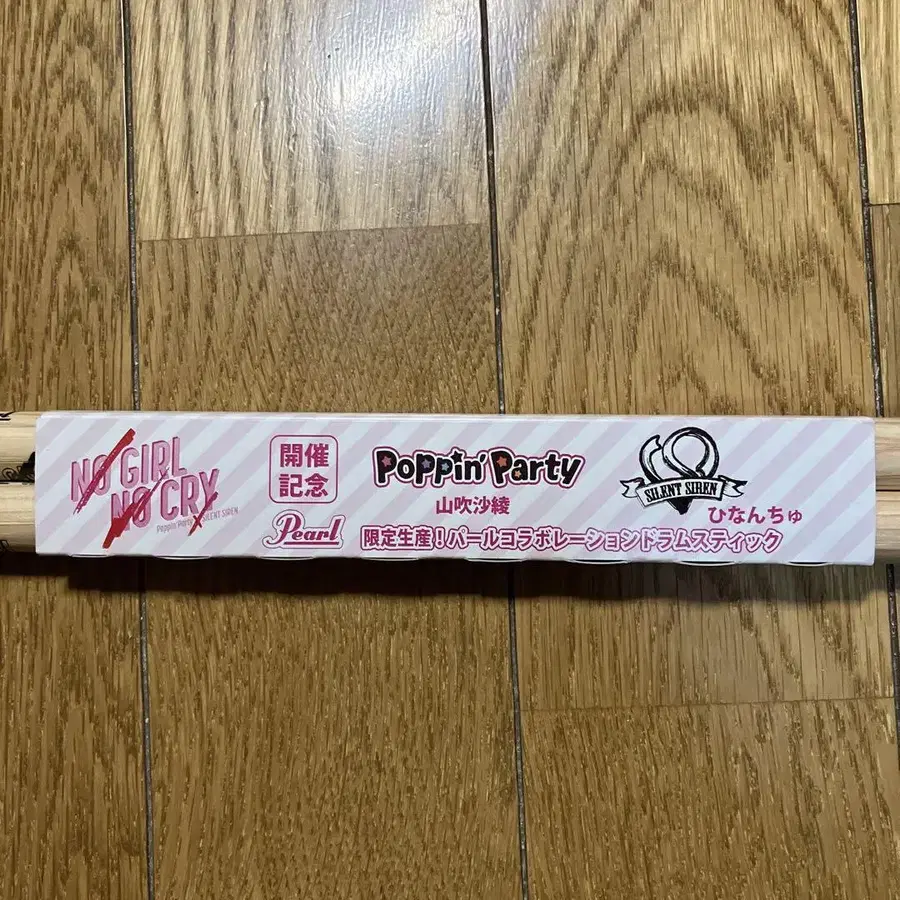 NO GIRL
NO CRY
Poppin'Party × SILENT SIREN
開催
記念
Poppin'Party
山吹沙綾
SILENT SIREN
ひなんちゅ
Pearl
限定生産！パールコラボレーションドラムスティック